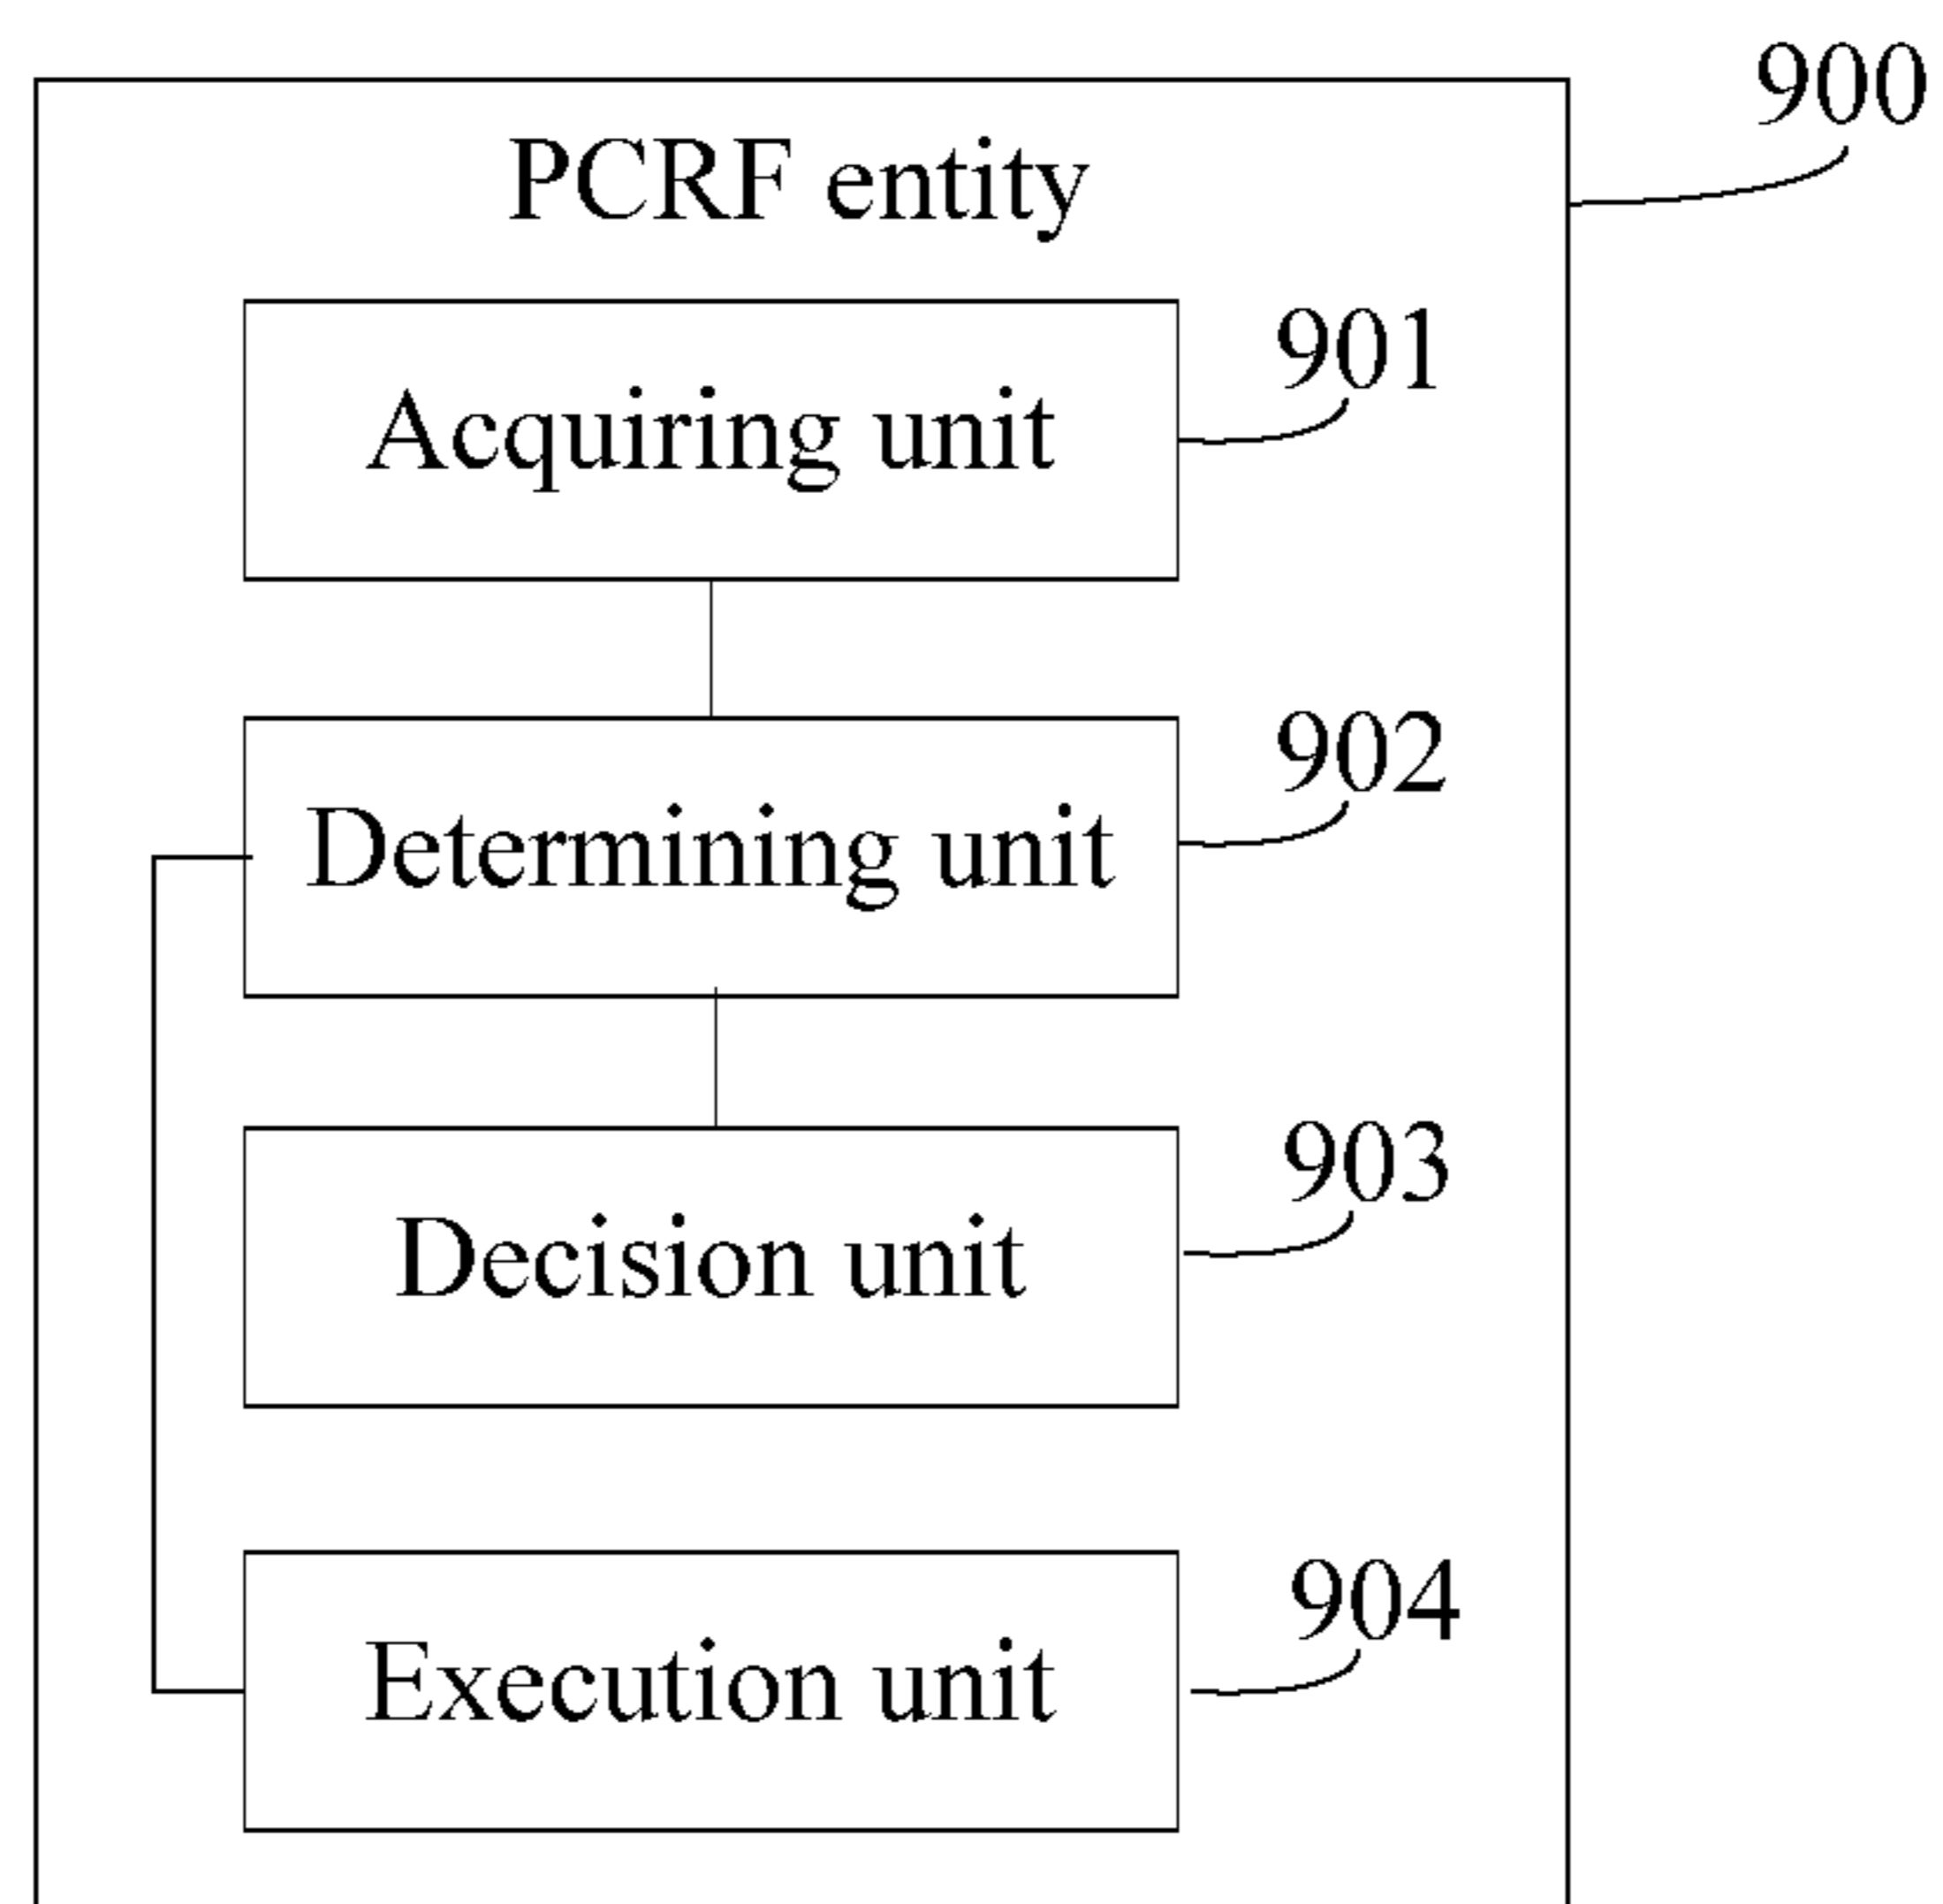 900
PCRF entity
901
Acquiring unit
902
Determining unit
903
Decision unit
904
Execution unit